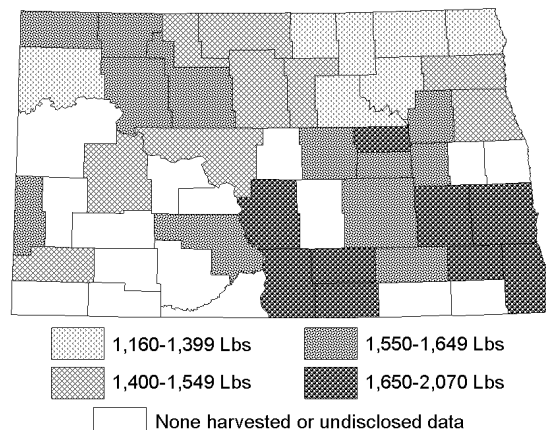 1,160-1,399 Lbs
1,550-1,649 Lbs
1,400-1,549 Lbs
1,650-2,070 Lbs
None harvested or undisclosed data